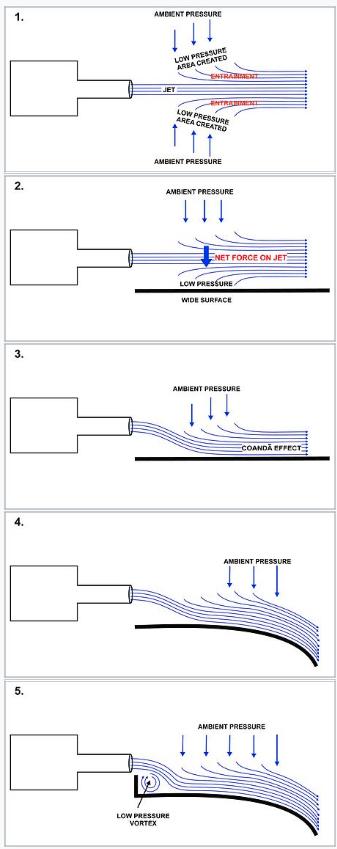 1.
AMBIENT PRESSURE
LOW PRESSURE
AREA CREATED
ENTRAINMENT
JET
ENTRAINMENT
LOW PRESSURE
AREA CREATED
AMBIENT PRESSURE
2.
AMBIENT PRESSURE
NET FORCE ON JET
LOW PRESSURE
WIDE SURFACE
3.
AMBIENT PRESSURE
COANDĂ EFFECT
4.
AMBIENT PRESSURE
5.
AMBIENT PRESSURE
LOW PRESSURE
VORTEX